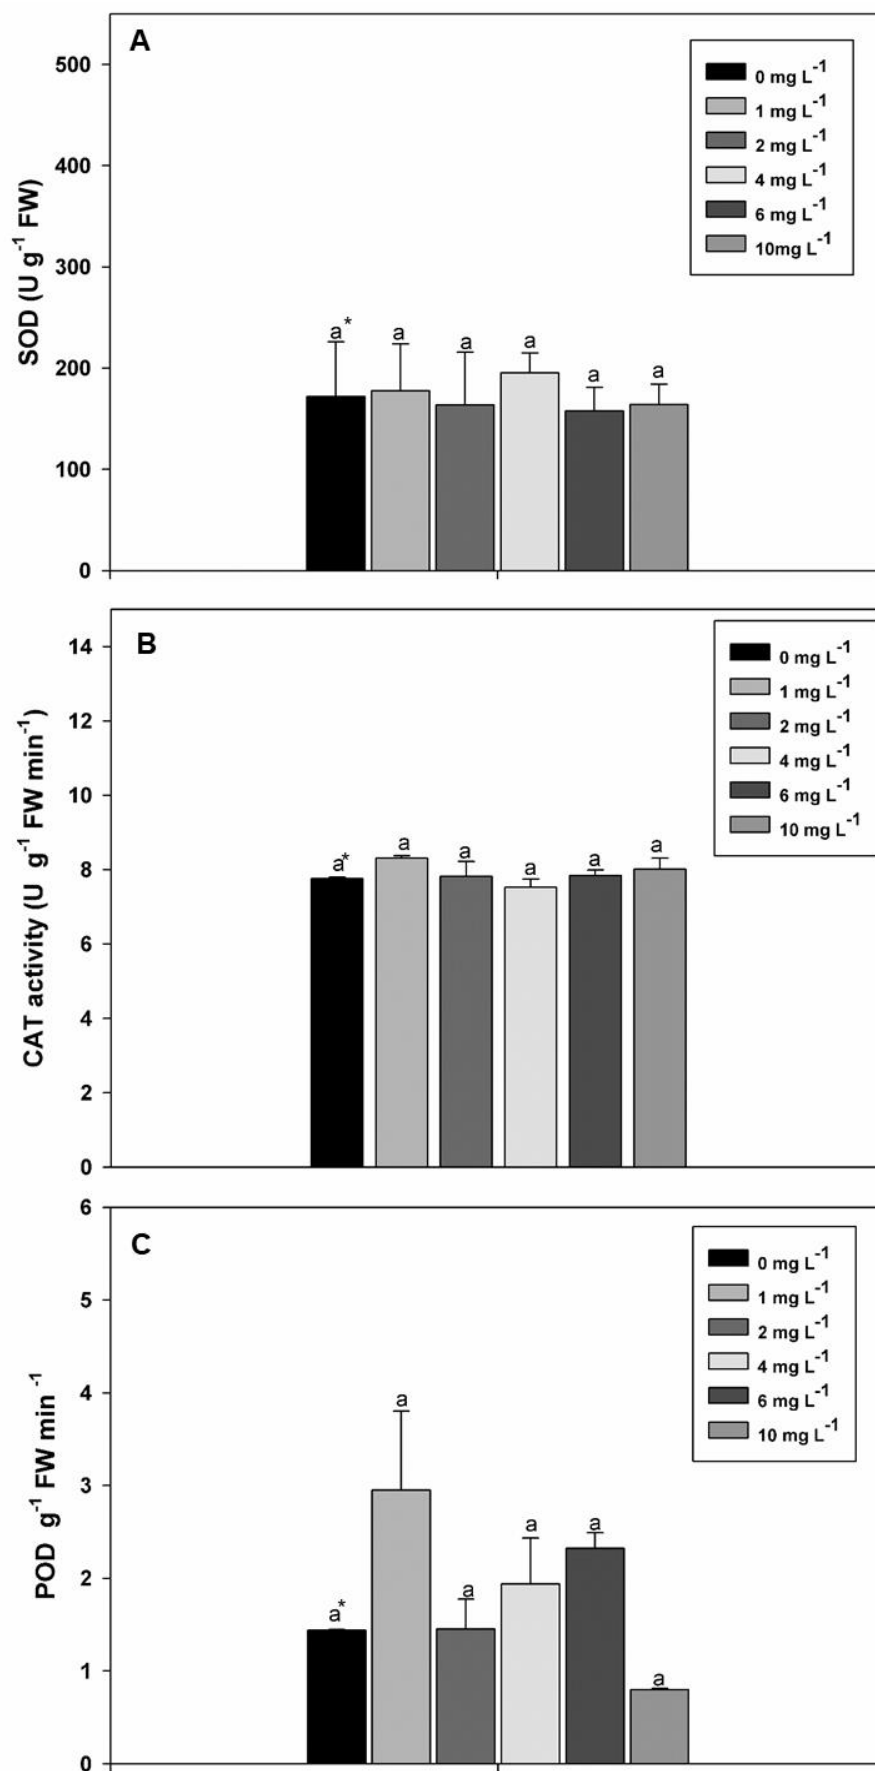 A
500
400
300
200
100
0
SOD (U g⁻¹ FW)
0 mg L⁻¹
1 mg L⁻¹
2 mg L⁻¹
4 mg L⁻¹
6 mg L⁻¹
10mg L⁻¹
a* a a a a a
B
14
12
10
8
6
4
2
0
CAT activity (U g⁻¹ FW min⁻¹)
0 mg L⁻¹
1 mg L⁻¹
2 mg L⁻¹
4 mg L⁻¹
6 mg L⁻¹
10 mg L⁻¹
a* a a a a a
C
6
5
4
3
2
1
0
POD g⁻¹ FW min⁻¹
0 mg L⁻¹
1 mg L⁻¹
2 mg L⁻¹
4 mg L⁻¹
6 mg L⁻¹
10 mg L⁻¹
a* a a a a a